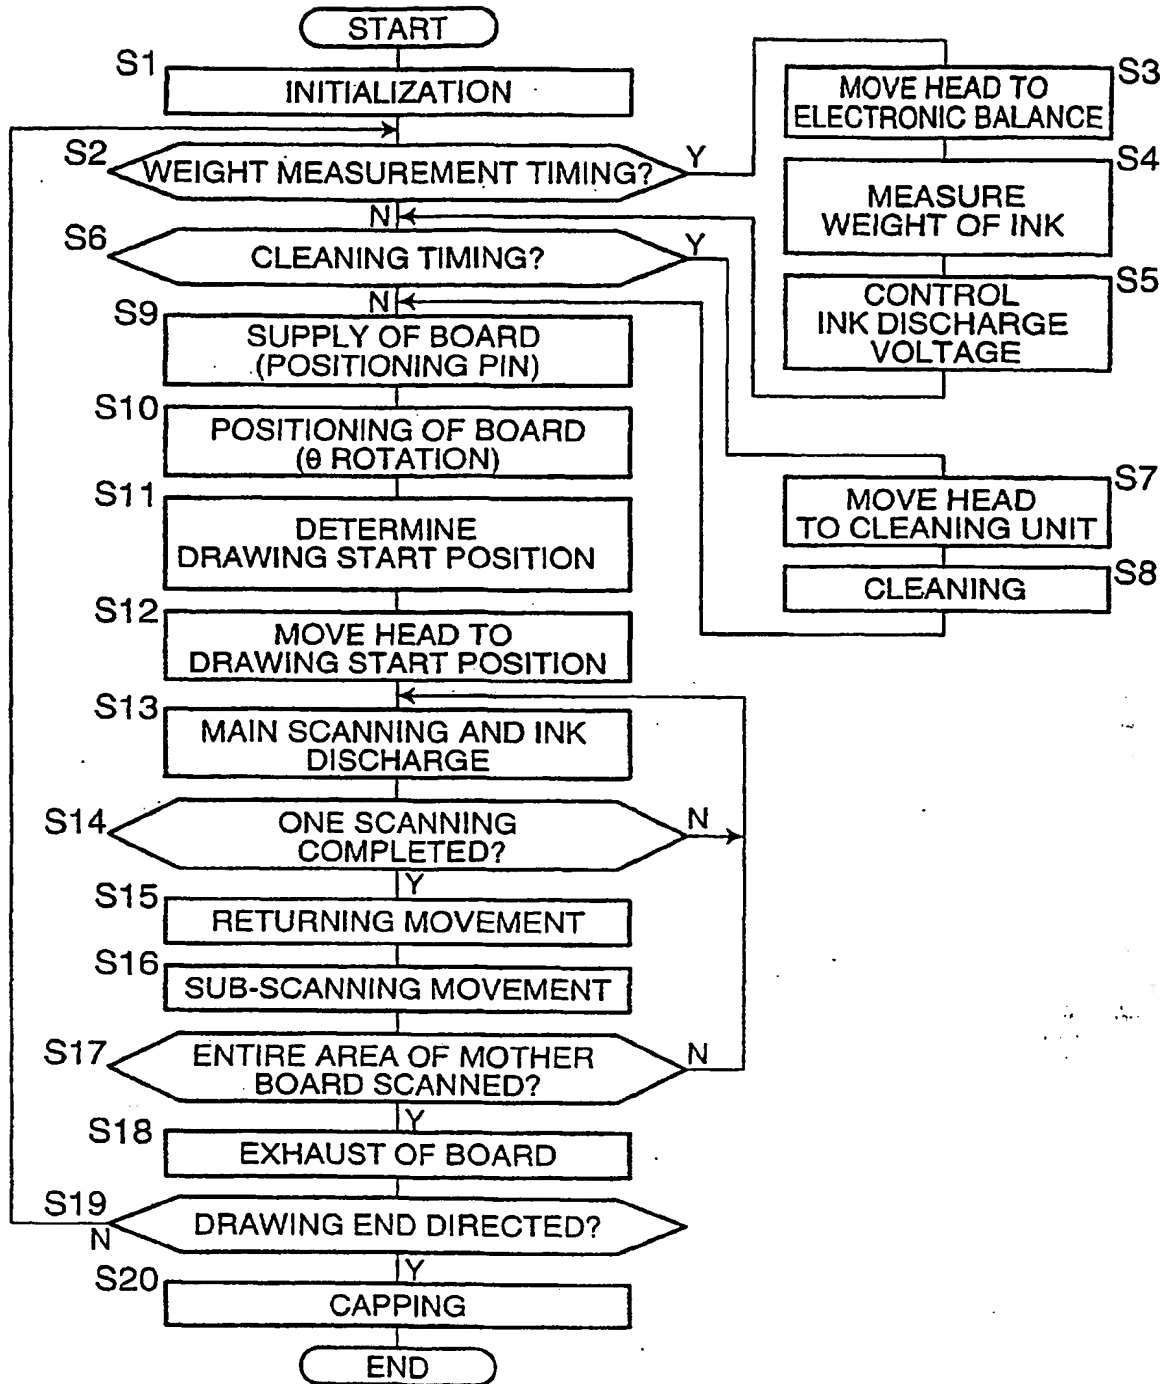 START
S1
INITIALIZATION
S2
WEIGHT MEASUREMENT TIMING?
Y
N
S3
MOVE HEAD TO
ELECTRONIC BALANCE
S4
MEASURE
WEIGHT OF INK
S5
CONTROL
INK DISCHARGE
VOLTAGE
S6
CLEANING TIMING?
Y
N
S7
MOVE HEAD
TO CLEANING UNIT
S8
CLEANING
S9
SUPPLY OF BOARD
(POSITIONING PIN)
S10
POSITIONING OF BOARD
(θ ROTATION)
S11
DETERMINE
DRAWING START POSITION
S12
MOVE HEAD TO
DRAWING START POSITION
S13
MAIN SCANNING AND INK
DISCHARGE
S14
ONE SCANNING
COMPLETED?
N
Y
S15
RETURNING MOVEMENT
S16
SUB-SCANNING MOVEMENT
S17
ENTIRE AREA OF MOTHER
BOARD SCANNED?
N
Y
S18
EXHAUST OF BOARD
S19
DRAWING END DIRECTED?
N
Y
S20
CAPPING
END